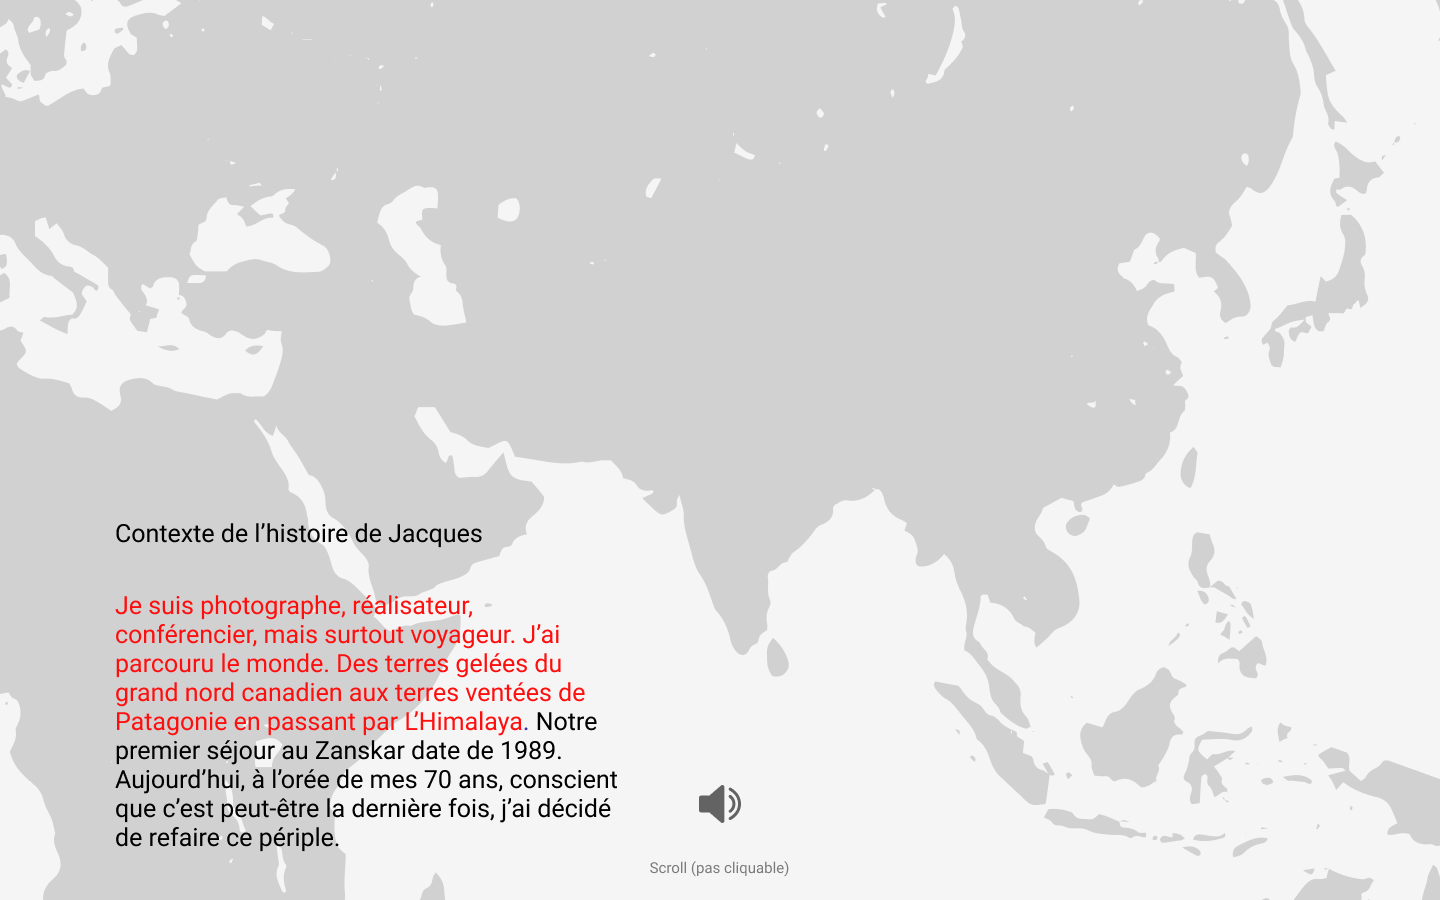 Contexte de l’histoire de Jacques
Je suis photographe, réalisateur,
conférencier, mais surtout voyageur. J’ai
parcouru le monde. Des terres gelées du
grand nord canadien aux terres ventées de
Patagonie en passant par L’Himalaya. Notre
premier séjour au Zanskar date de 1989.
Aujourd’hui, à l’orée de mes 70 ans, conscient
que c’est peut-être la dernière fois, j’ai décidé
de refaire ce périple.
Scroll (pas cliquable)